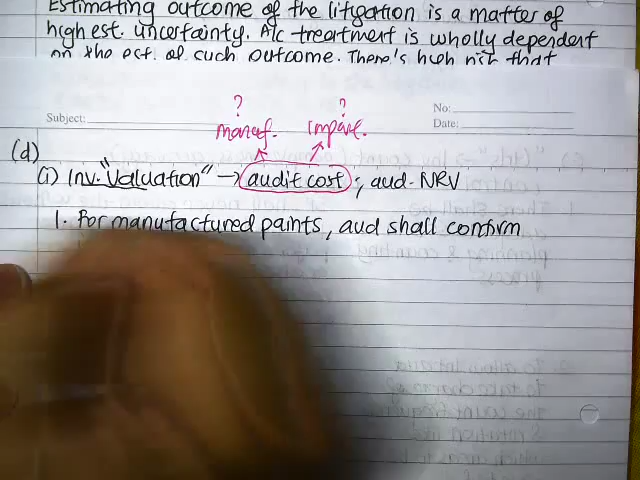 Estimating outcome of the litigation is a matter of
high est. uncertainty. A/c treatment is wholly dependent
on the est. of such outcome. There's high risk that
No:
Subject:
Date:
? ?
manuf. import.
(d)
(i) Inv. "Valuation" → audit cost; aud. NRV
1. For manufactured paints, aud shall confirm